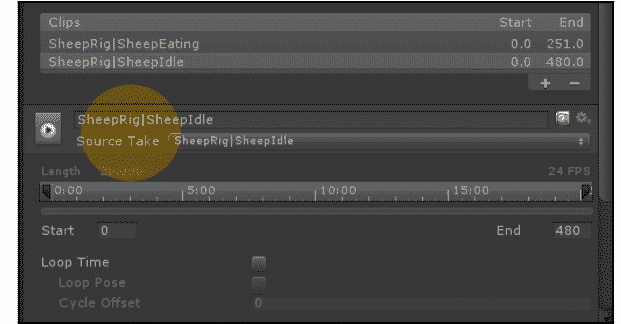 Clips Start End
SheepRig|SheepEating 0.0 251.0
SheepRig|SheepIdle 0.0 480.0
+ −
SheepRig|SheepIdle
Source Take SheepRig|SheepIdle
Length 24 FPS
0:00 5:00 10:00 15:00
Start 0 End 480
Loop Time
Loop Pose
Cycle Offset 0